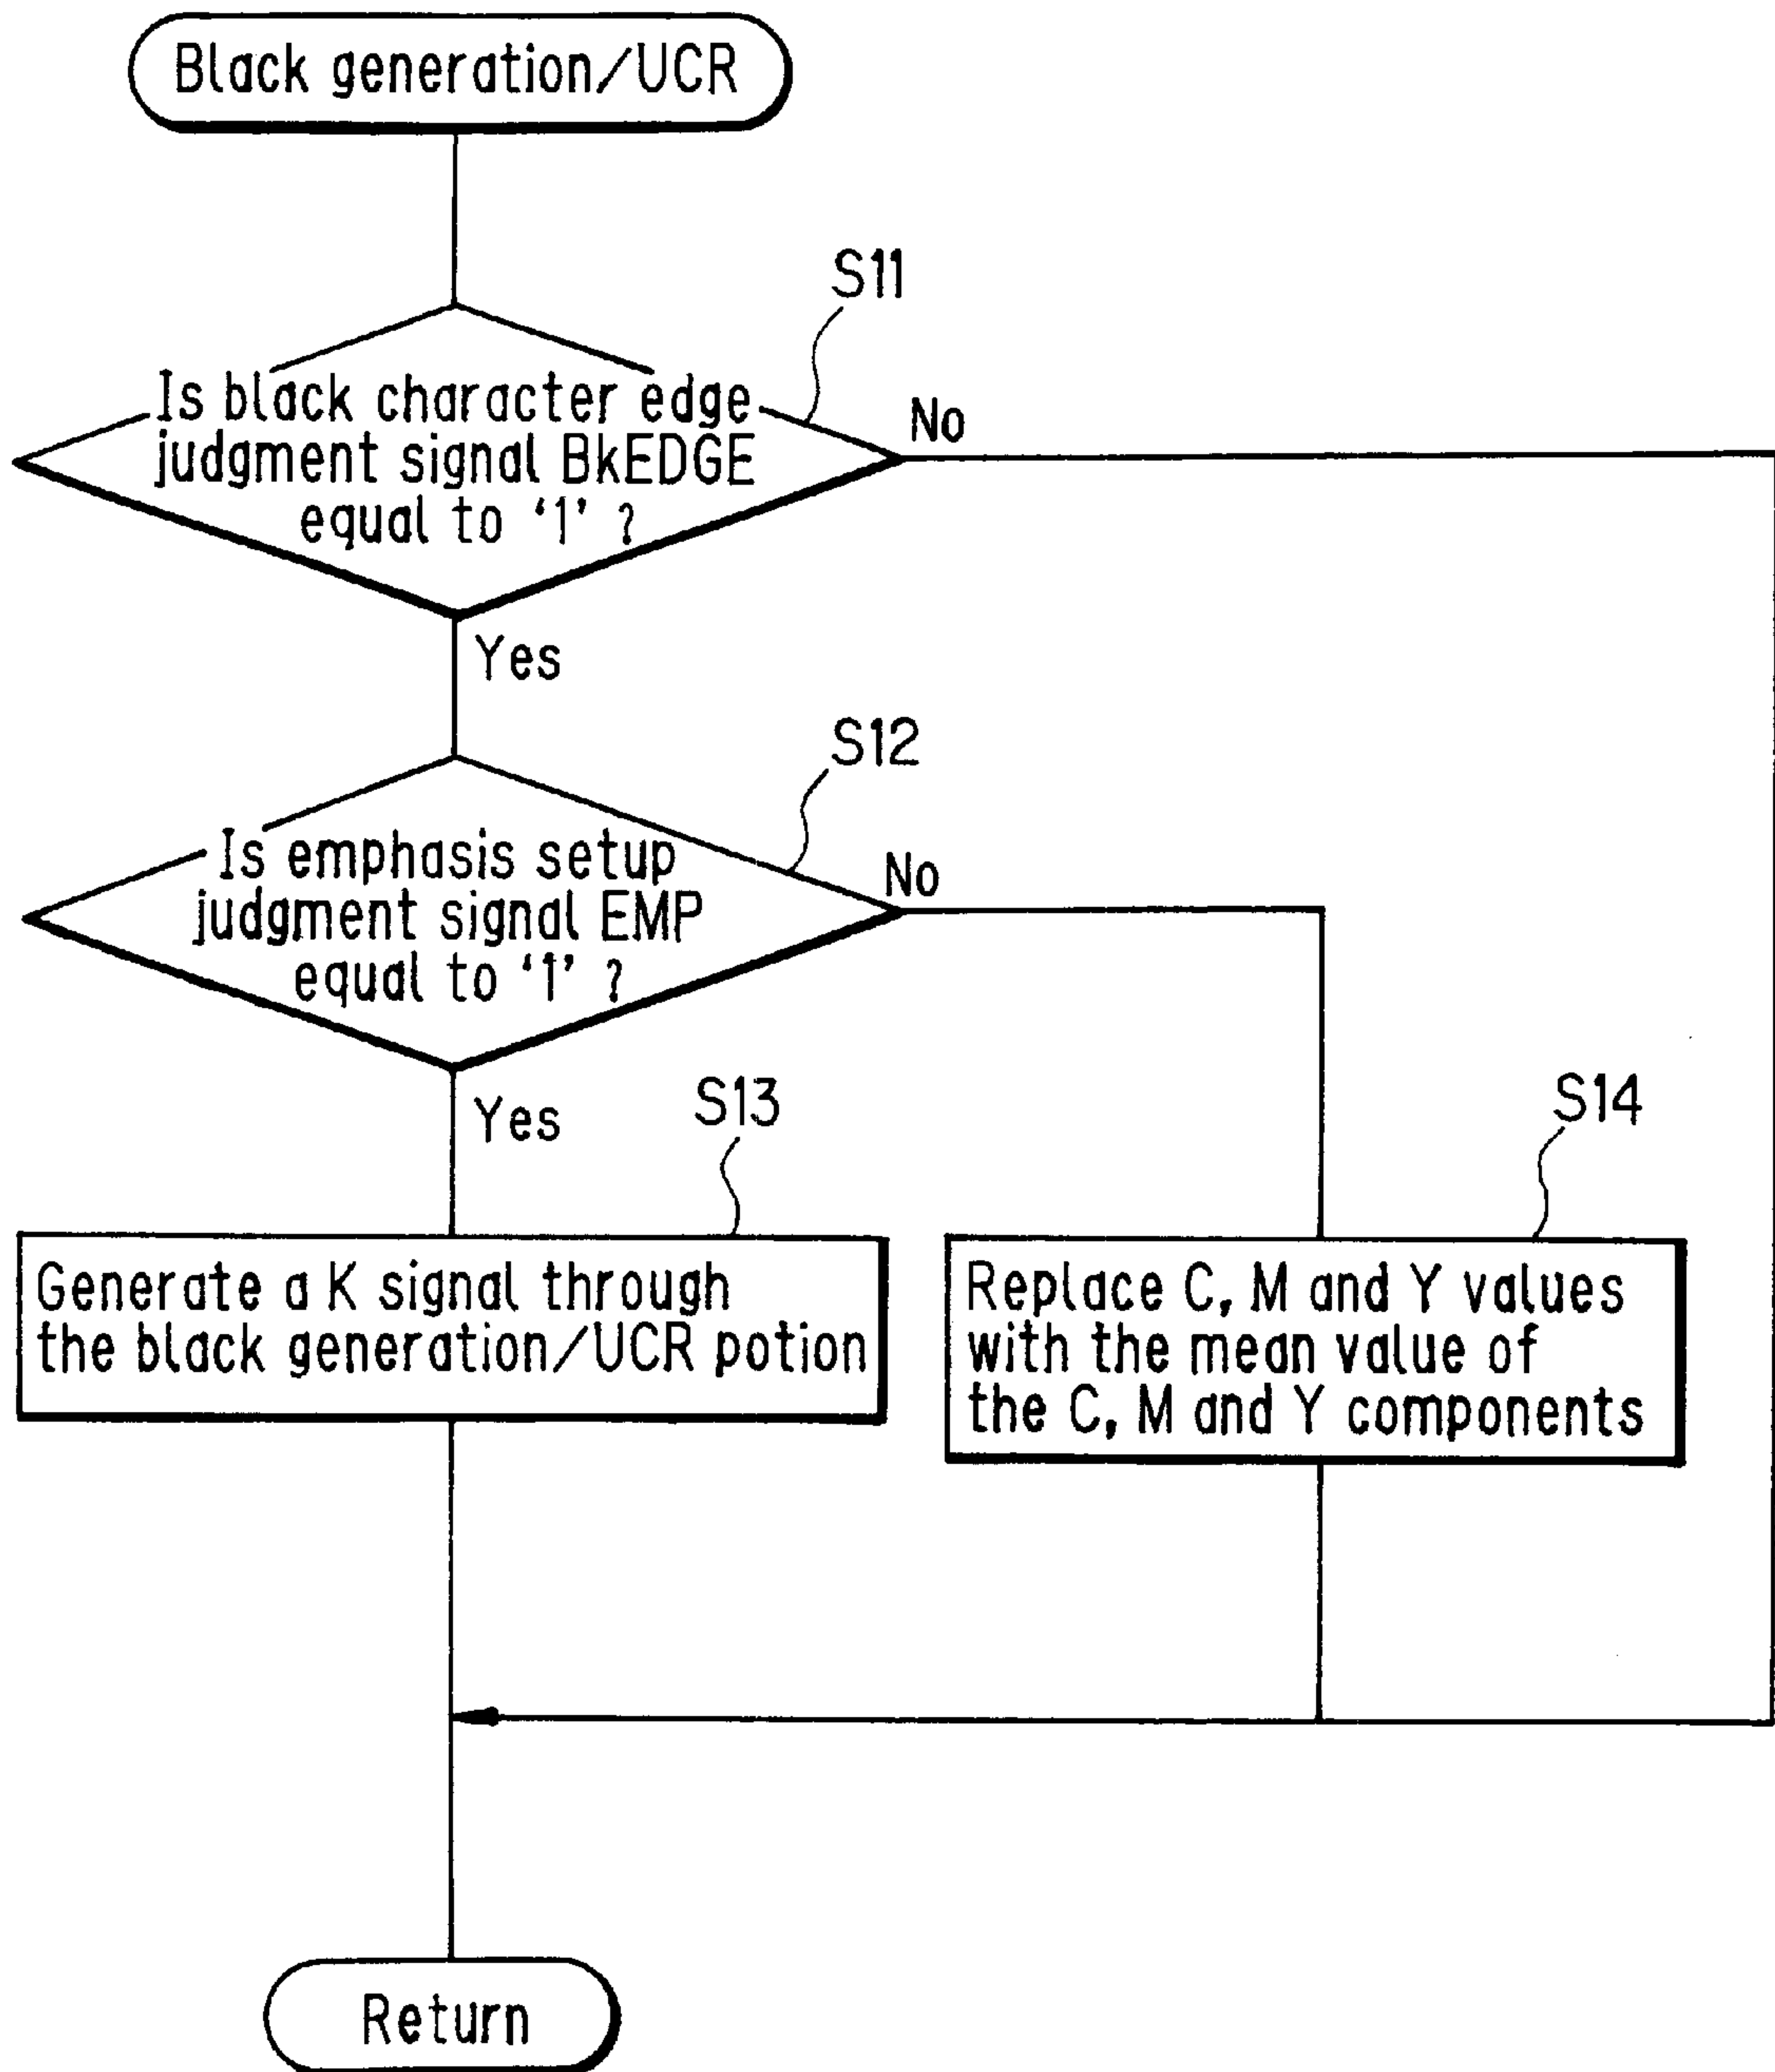 Black generation/UCR
S11
Is black character edge
judgment signal BkEDGE
equal to ‘1’ ?
No
Yes
S12
Is emphasis setup
judgment signal EMP
equal to ‘1’ ?
No
Yes
S13
S14
Generate a K signal through
the black generation/UCR potion
Replace C, M and Y values
with the mean value of
the C, M and Y components
Return